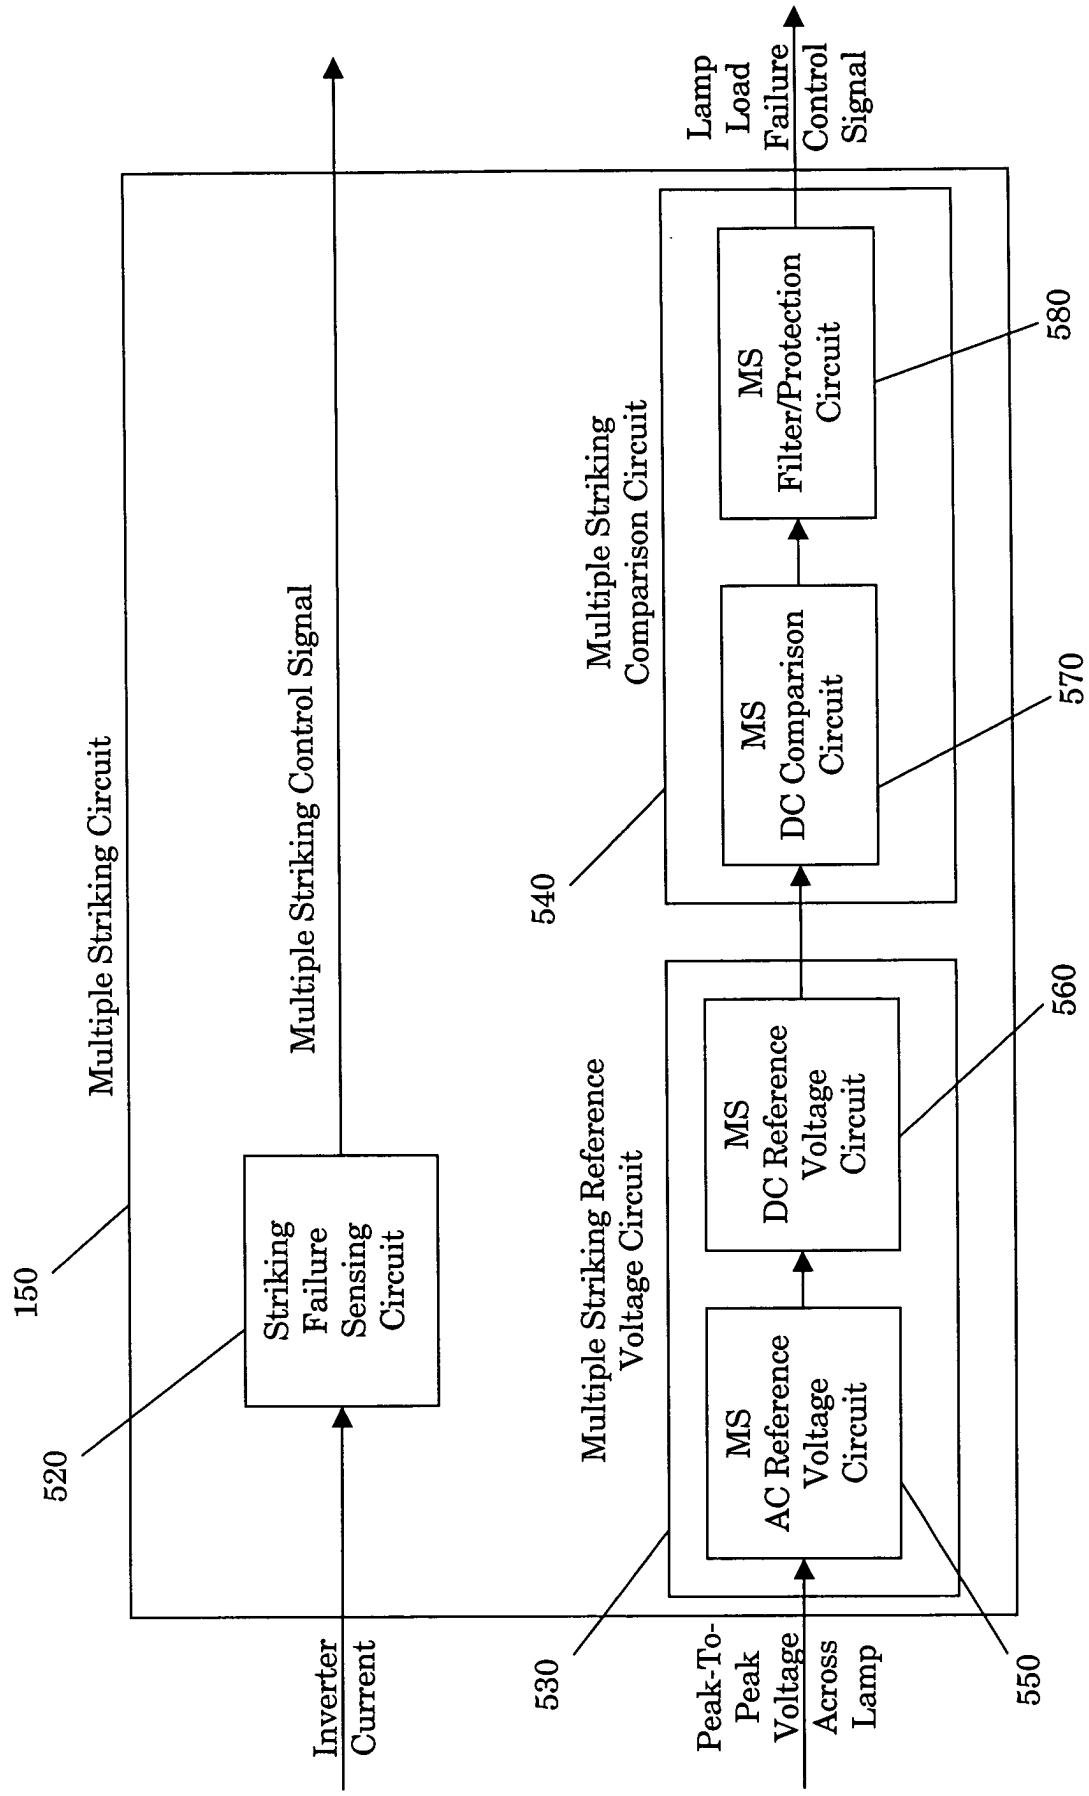 150
Multiple Striking Circuit
520
Inverter
Current
Striking
Failure
Sensing
Circuit
Multiple Striking Control Signal
530
Multiple Striking Reference
Voltage Circuit
540
Multiple Striking
Comparison Circuit
Peak-To-
Peak
Voltage
Across
Lamp
MS
AC Reference
Voltage
Circuit
MS
DC Reference
Voltage
Circuit
MS
DC Comparison
Circuit
MS
Filter/Protection
Circuit
Lamp
Load
Failure
Control
Signal
550
560
570
580